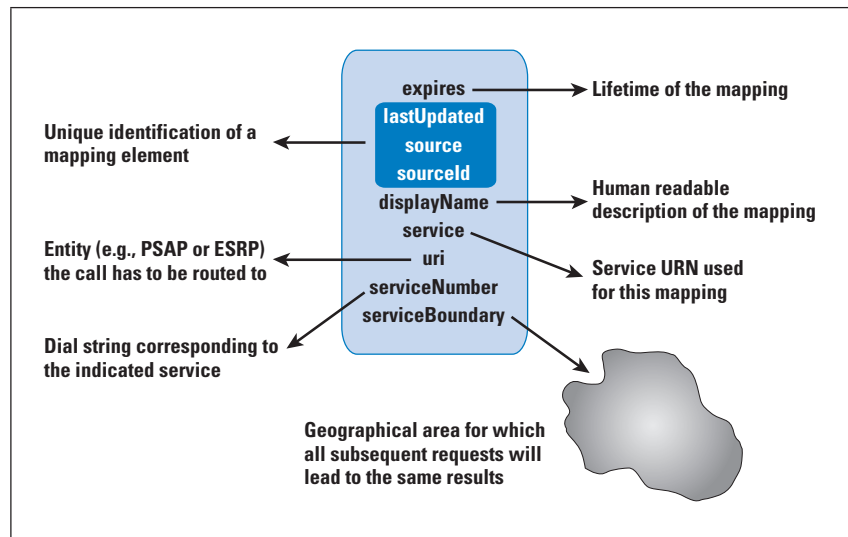 expires
Lifetime of the mapping
lastUpdated
source
sourceId
Unique identification of a
mapping element
displayName
Human readable
description of the mapping
service
Service URN used
for this mapping
uri
Entity (e.g., PSAP or ESRP)
the call has to be routed to
serviceNumber
Dial string corresponding to
the indicated service
serviceBoundary
Geographical area for which
all subsequent requests will
lead to the same results